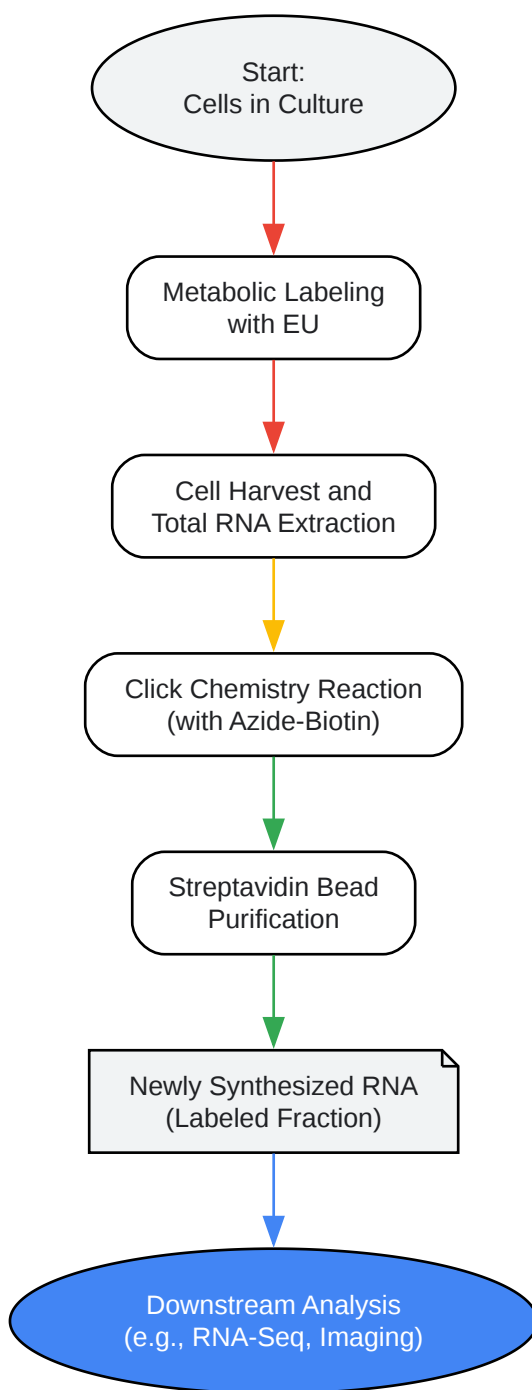 Start:
Cells in Culture
Metabolic Labeling
with EU
Cell Harvest and
Total RNA Extraction
Click Chemistry Reaction
(with Azide-Biotin)
Streptavidin Bead
Purification
Newly Synthesized RNA
(Labeled Fraction)
Downstream Analysis
(e.g., RNA-Seq, Imaging)